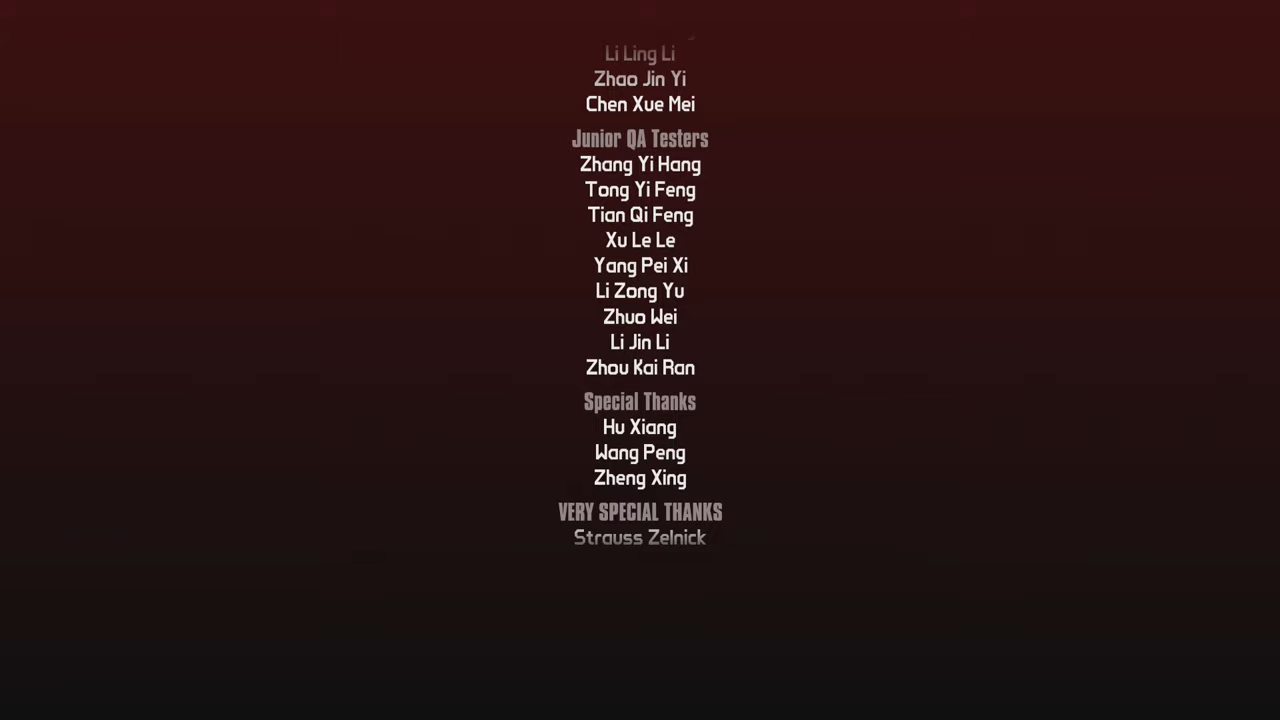 Li Ling Li
Zhao Jin Yi
Chen Xue Mei
Junior QA Testers
Zhang Yi Hang
Tong Yi Feng
Tian Qi Feng
Xu Le Le
Yang Pei Xi
Li Zong Yu
Zhuo Wei
Li Jin Li
Zhou Kai Ran
Special Thanks
Hu Xiang
Wang Peng
Zheng Xing
VERY SPECIAL THANKS
Strauss Zelnick